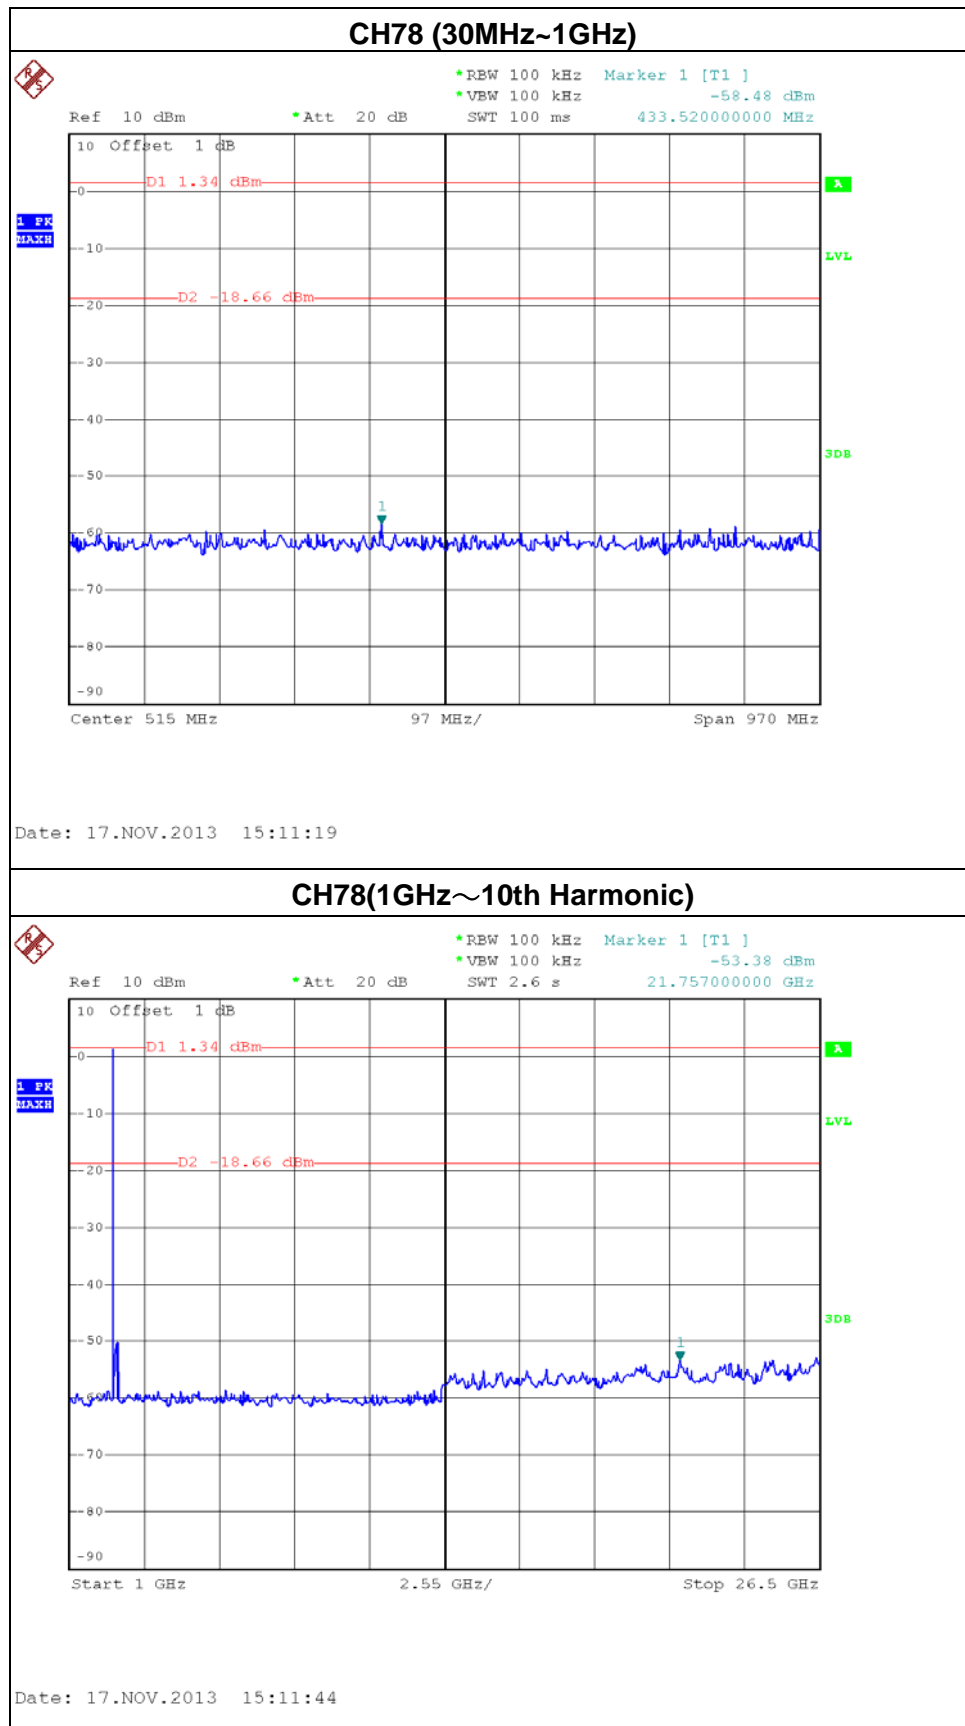 CH78 (30MHz~1GHz)
R S
*RBW 100 kHz Marker 1 [T1 ]
*VBW 100 kHz -58.48 dBm
Ref 10 dBm *Att 20 dB SWT 100 ms 433.520000000 MHz
10 Offset 1 dB
D1 1.34 dBm
A
0
1 PK
MAXH
-10
LVL
D2 -18.66 dBm
-20
-30
-40
3DB
-50
1
-60
-70
-80
-90
Center 515 MHz 97 MHz/ Span 970 MHz
Date: 17.NOV.2013 15:11:19
CH78(1GHz～10th Harmonic)
R S
*RBW 100 kHz Marker 1 [T1 ]
*VBW 100 kHz -53.38 dBm
Ref 10 dBm *Att 20 dB SWT 2.6 s 21.757000000 GHz
10 Offset 1 dB
D1 1.34 dBm
A
0
1 PK
MAXH
-10
LVL
D2 -18.66 dBm
-20
-30
-40
3DB
-50
1
-60
-70
-80
-90
Start 1 GHz 2.55 GHz/ Stop 26.5 GHz
Date: 17.NOV.2013 15:11:44